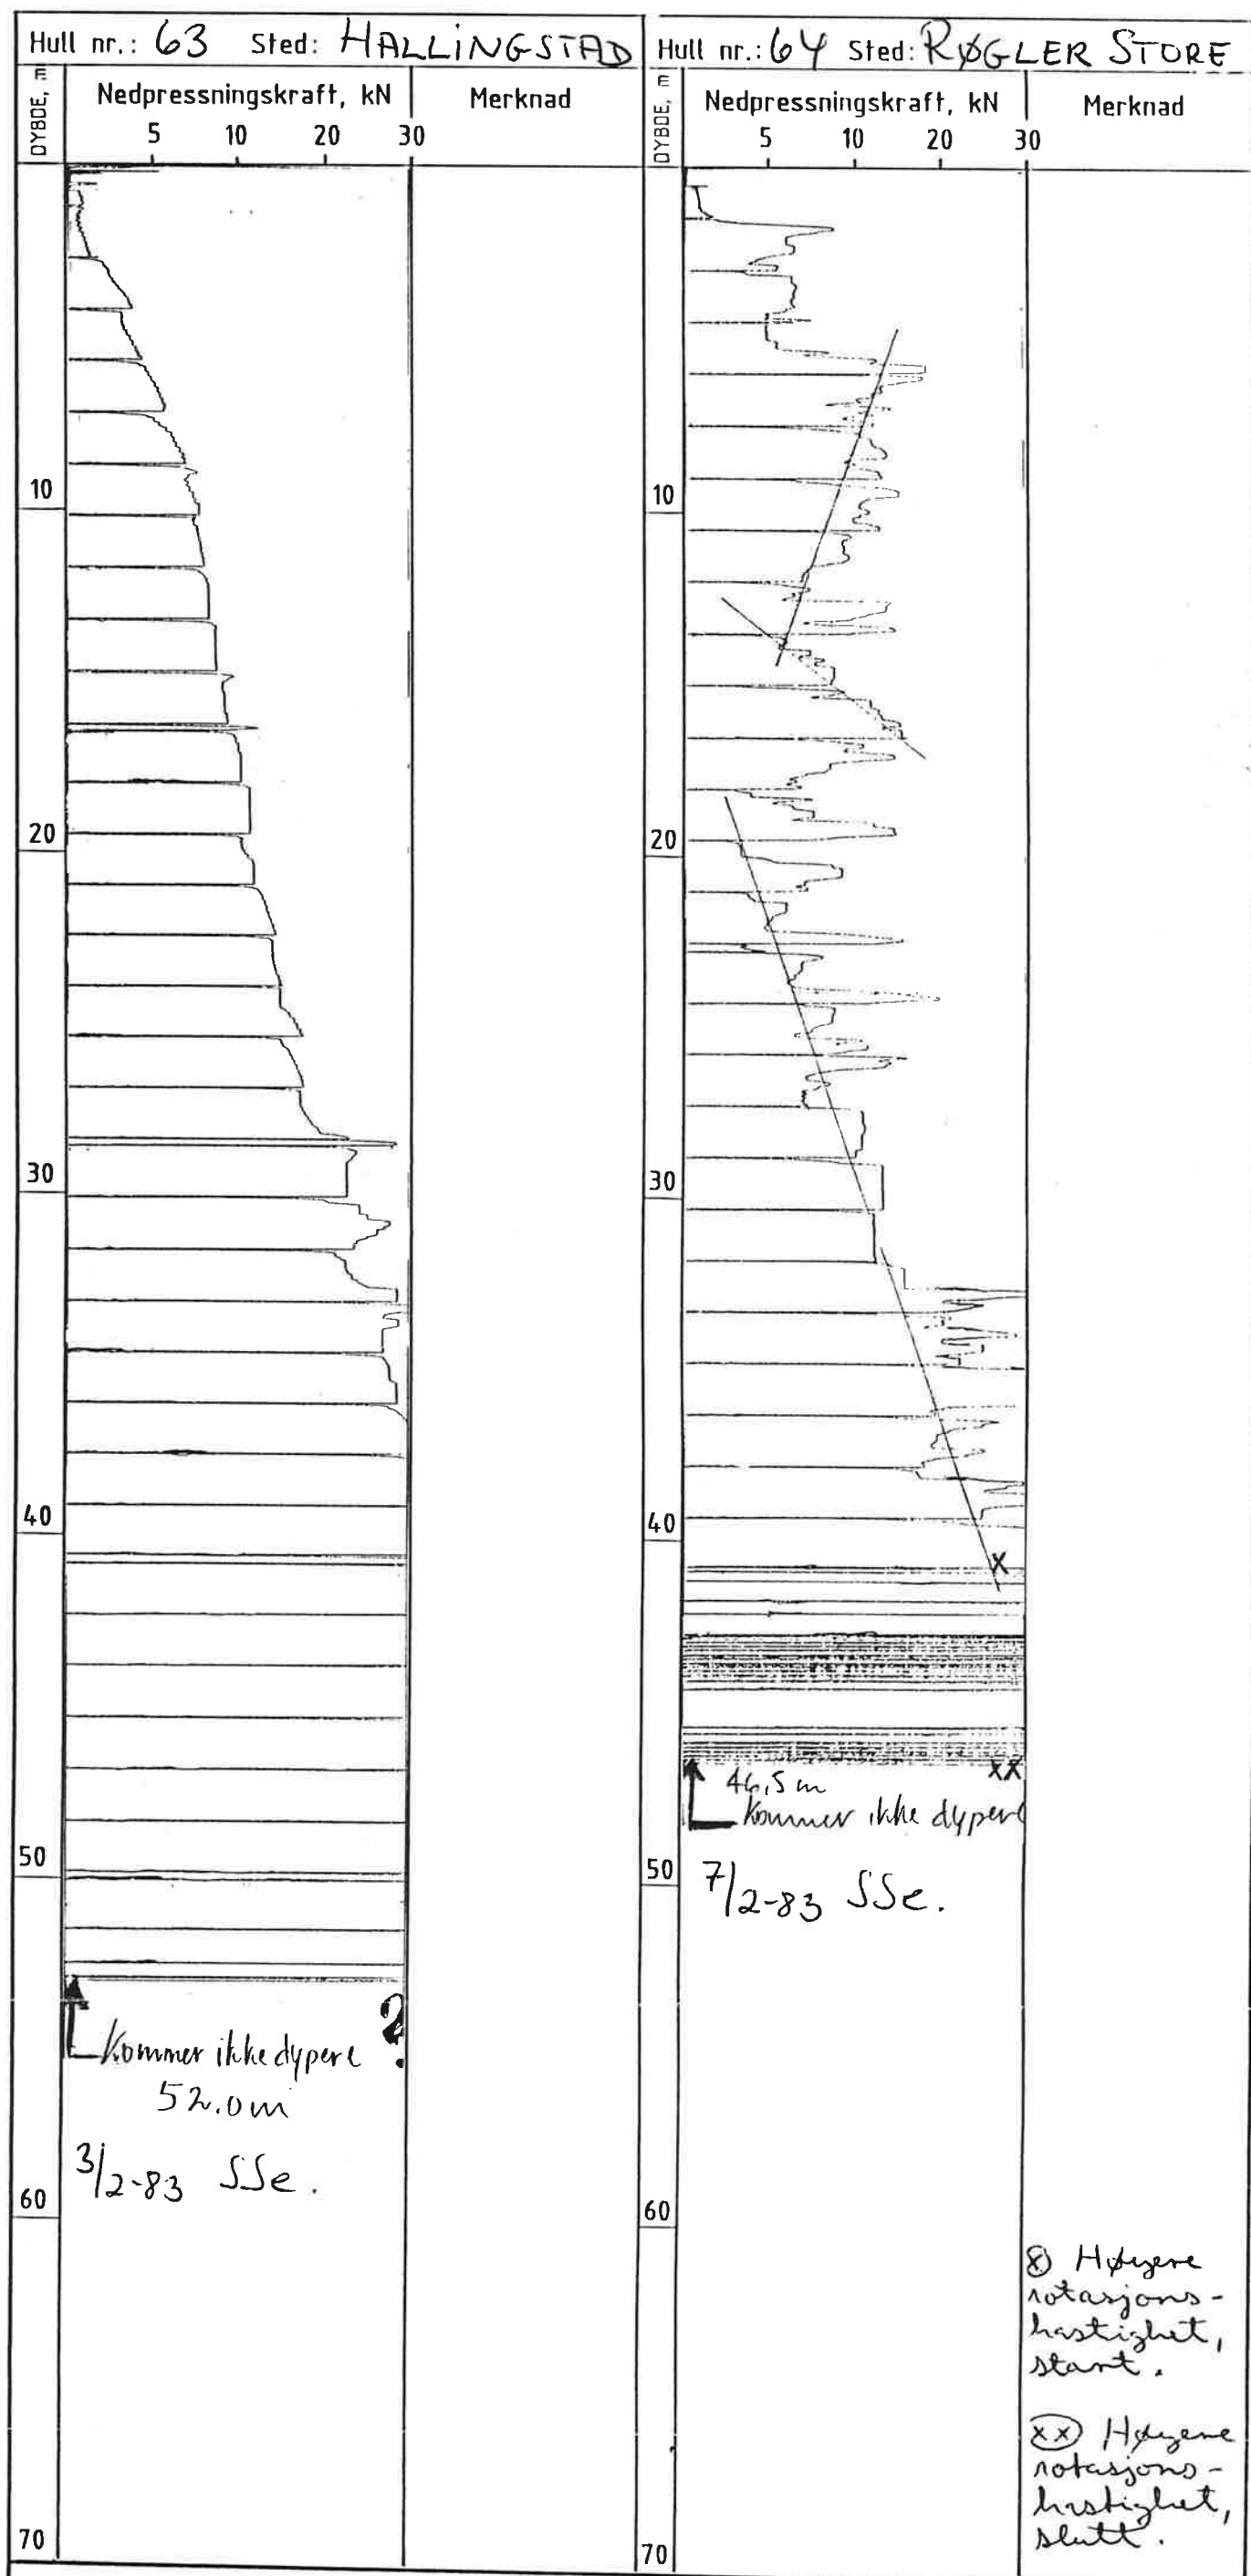 Hull nr.: 63 Sted: HALLINGSTAD
DYBDE, m
Nedpressningskraft, kN
Merknad
5 10 20 30
10
20
30
40
50
60
70
Kommer ikke dypere ?
52.0m
3/2-83 SSe.
Hull nr.: 64 Sted: RØGLER STORE
DYBDE, m
Nedpressningskraft, kN
Merknad
5 10 20 30
10
20
30
40
50
60
70
X
XX
46,5 m
Kommer ikke dypere
7/2-83 SSe.
ⓧ Høyere
rotasjons-
hastighet,
start.
(xx) Høyere
rotasjons-
hastighet,
slutt.